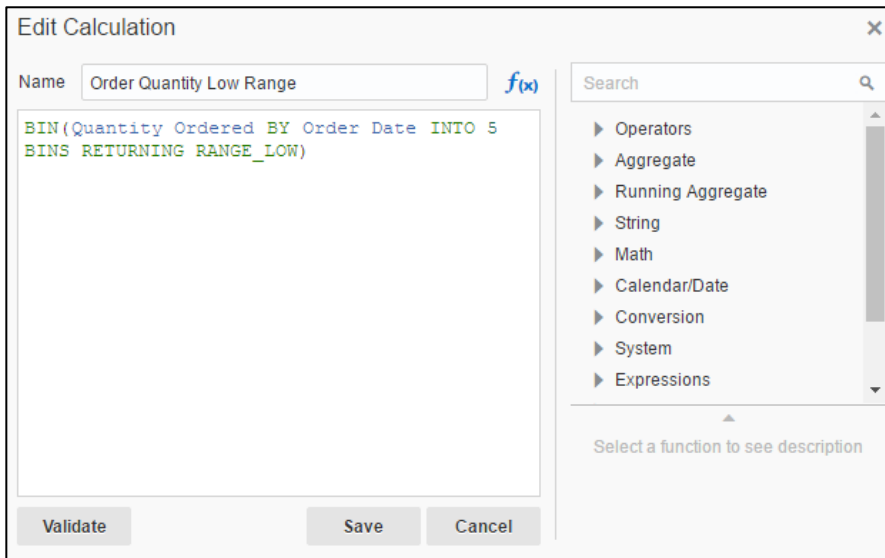 Edit Calculation
Name
Order Quantity Low Range
f(x)
BIN(Quantity Ordered BY Order Date INTO 5
BINS RETURNING RANGE_LOW)
Validate
Save
Cancel
Search
Operators
Aggregate
Running Aggregate
String
Math
Calendar/Date
Conversion
System
Expressions
Select a function to see description